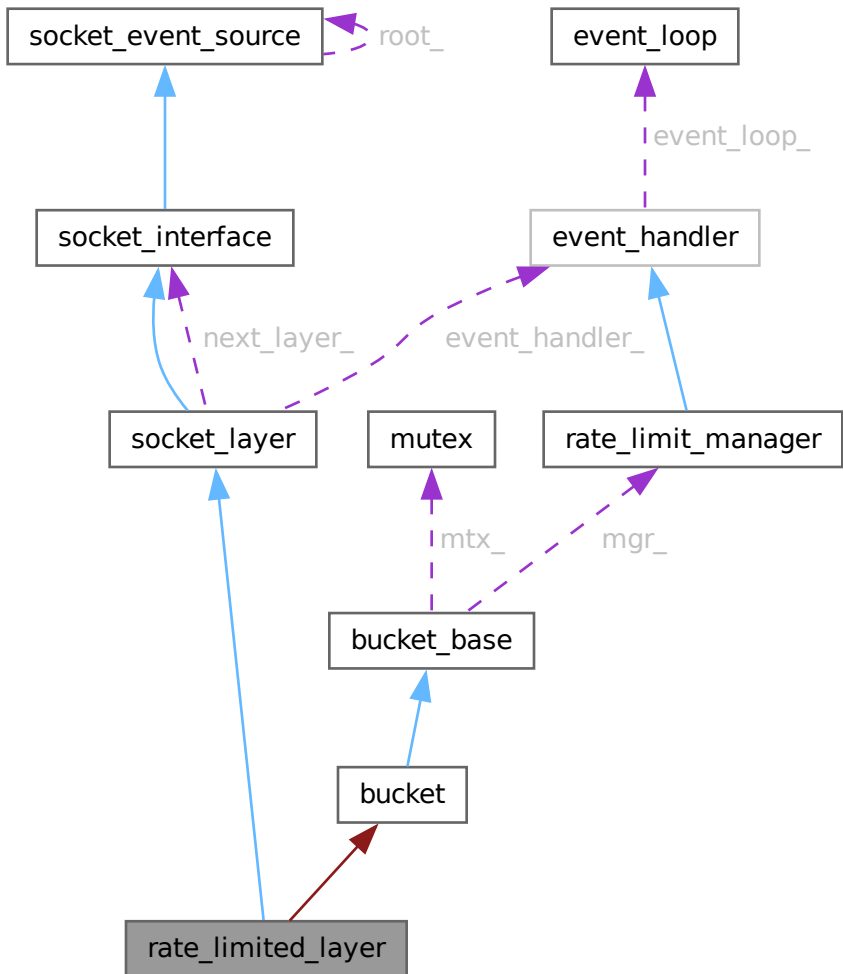 socket_event_source
root_
event_loop
event_loop_
socket_interface
event_handler
next_layer_
event_handler_
socket_layer
mutex
rate_limit_manager
mtx_
mgr_
bucket_base
bucket
rate_limited_layer